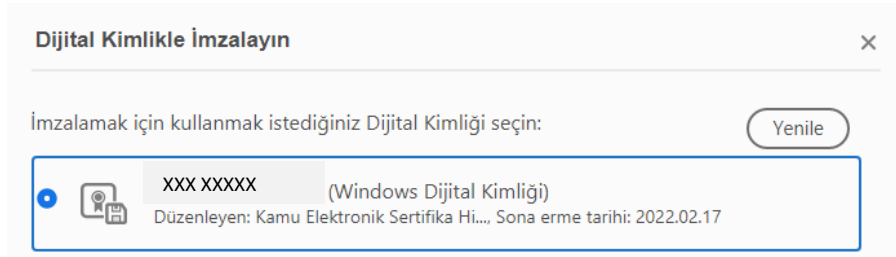 Dijital Kimlikle İmzalayın
İmzalamak için kullanmak istediğiniz Dijital Kimliği seçin:
Yenile
XXX XXXXX (Windows Dijital Kimliği)
Düzenleyen: Kamu Elektronik Sertifika Hi..., Sona erme tarihi: 2022.02.17